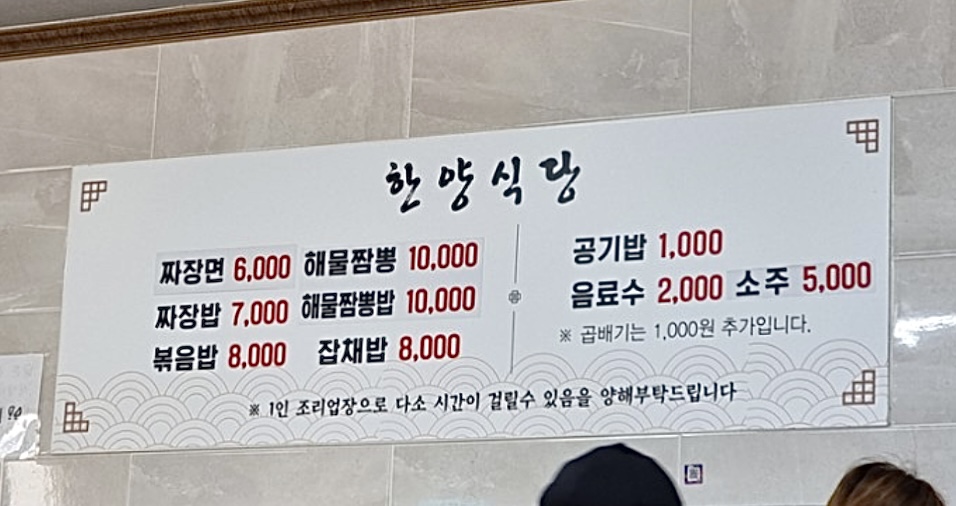 한양식당
짜장면 6,000 해물짬뽕 10,000
짜장밥 7,000 해물짬뽕밥 10,000
볶음밥 8,000 잡채밥 8,000
공기밥 1,000
음료수 2,000 소주 5,000
※ 곱배기는 1,000원 추가입니다.
※ 1인 조리업장으로 다소 시간이 걸릴수 있음을 양해부탁드립니다